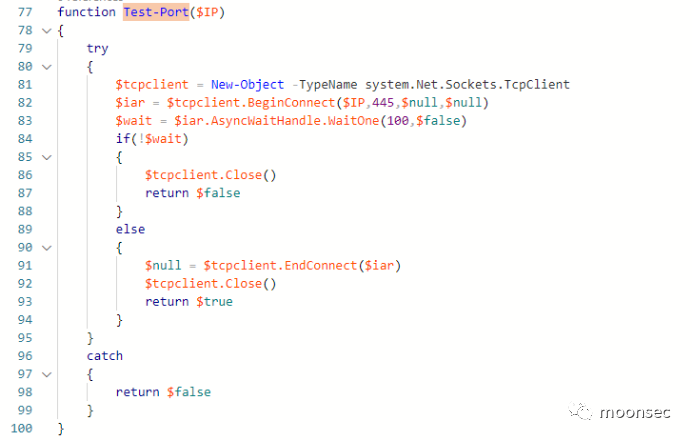 77 function Test-Port($IP)
78 {
79 try
80 {
81 $tcpclient = New-Object -TypeName system.Net.Sockets.TcpClient
82 $iar = $tcpclient.BeginConnect($IP,445,$null,$null)
83 $wait = $iar.AsyncWaitHandle.WaitOne(100,$false)
84 if(!$wait)
85 {
86 $tcpclient.Close()
87 return $false
88 }
89 else
90 {
91 $null = $tcpclient.EndConnect($iar)
92 $tcpclient.Close()
93 return $true
94 }
95 }
96 catch
97 {
98 return $false
99 }
100 }
moonsec